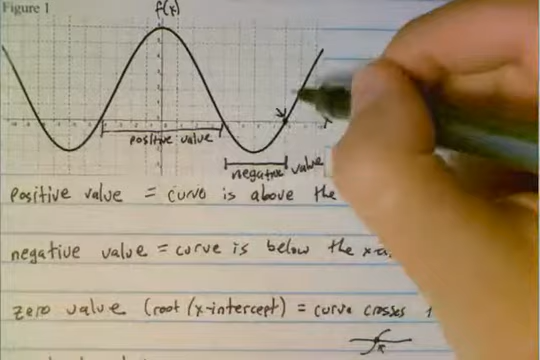 Figure 1
f(x)
positive value
negative value
positive value = curve is above the
negative value = curve is below the
zero value (root/x-intercept) = curve crosses